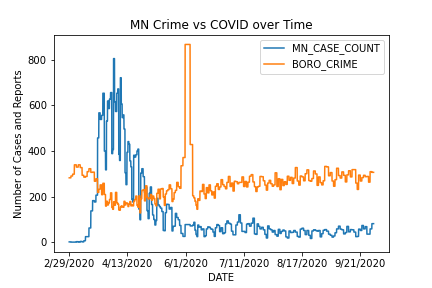 MN Crime vs COVID over Time
MN_CASE_COUNT
BORO_CRIME
Number of Cases and Reports
800
600
400
200
0
2/29/2020 4/13/2020 6/1/2020 7/11/2020 8/17/2020 9/21/2020
DATE